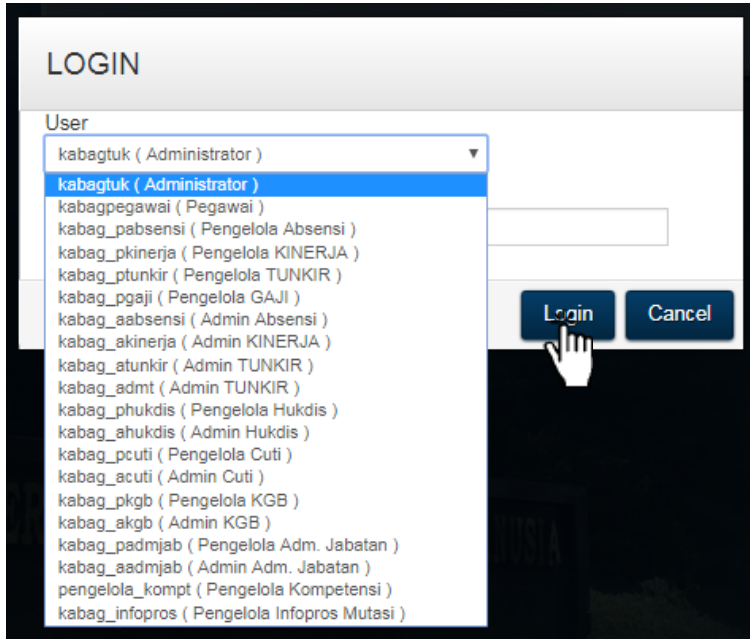 LOGIN
User
kabagtuk ( Administrator )
kabagtuk ( Administrator )
kabagpegawai ( Pegawai )
kabag_pabsensi ( Pengelola Absensi )
kabag_pkinerja ( Pengelola KINERJA )
kabag_ptunkir ( Pengelola TUNKIR )
kabag_pgaji ( Pengelola GAJI )
kabag_aabsensi ( Admin Absensi )
kabag_akinerja ( Admin KINERJA )
kabag_atunkir ( Admin TUNKIR )
kabag_admt ( Admin TUNKIR )
kabag_phukdis ( Pengelola Hukdis )
kabag_ahukdis ( Admin Hukdis )
kabag_pcuti ( Pengelola Cuti )
kabag_acuti ( Admin Cuti )
kabag_pkgb ( Pengelola KGB )
kabag_akgb ( Admin KGB )
kabag_padmjab ( Pengelola Adm. Jabatan )
kabag_aadmjab ( Admin Adm. Jabatan )
pengelola_kompt ( Pengelola Kompetensi )
kabag_infopros ( Pengelola Infopros Mutasi )
Login
Cancel